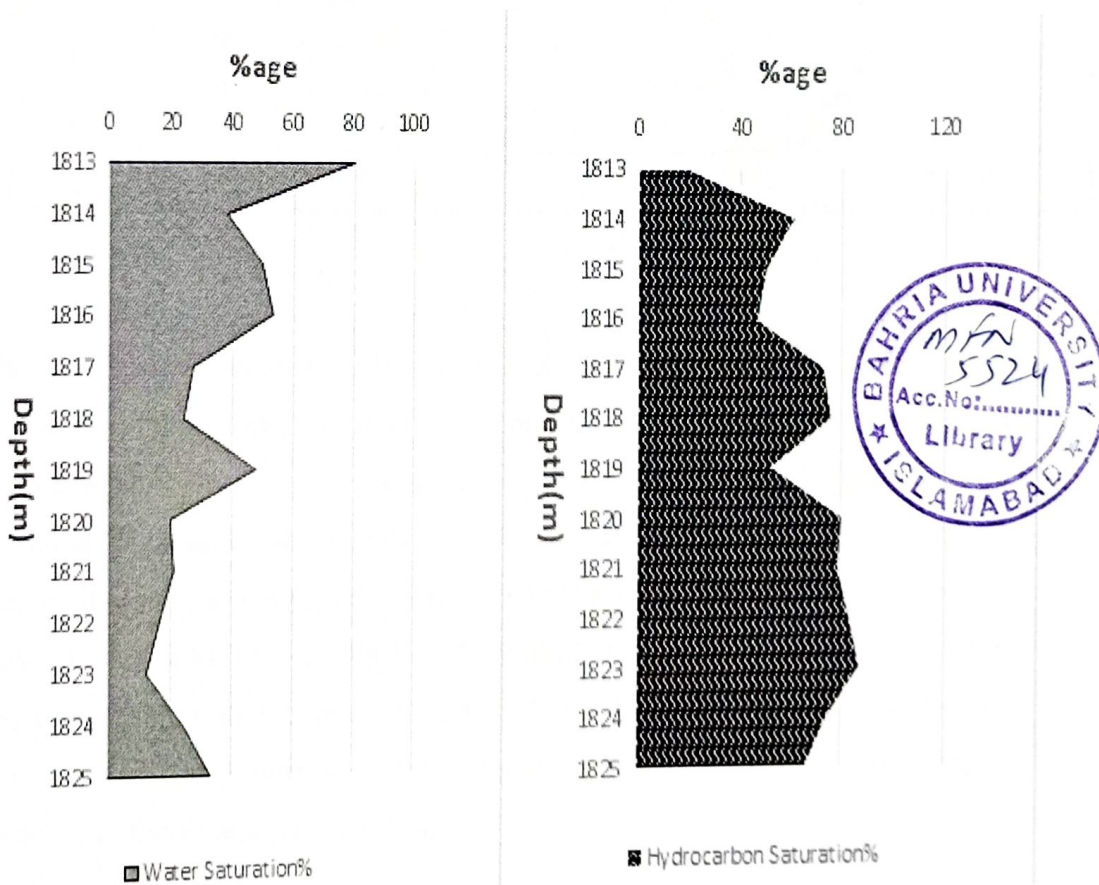 %age
0 20 40 60 80 100
1813
1814
1815
1816
1817
1818
1819
1820
1821
1822
1823
1824
1825
Depth(m)
Water Saturation%
%age
0 40 80 120
1813
1814
1815
1816
1817
1818
1819
1820
1821
1822
1823
1824
1825
Depth(m)
Hydrocarbon Saturation%
BAHRIA UNIVERSITY
MFN
5524
Acc.No:..........
Library
★ ISLAMABAD ★